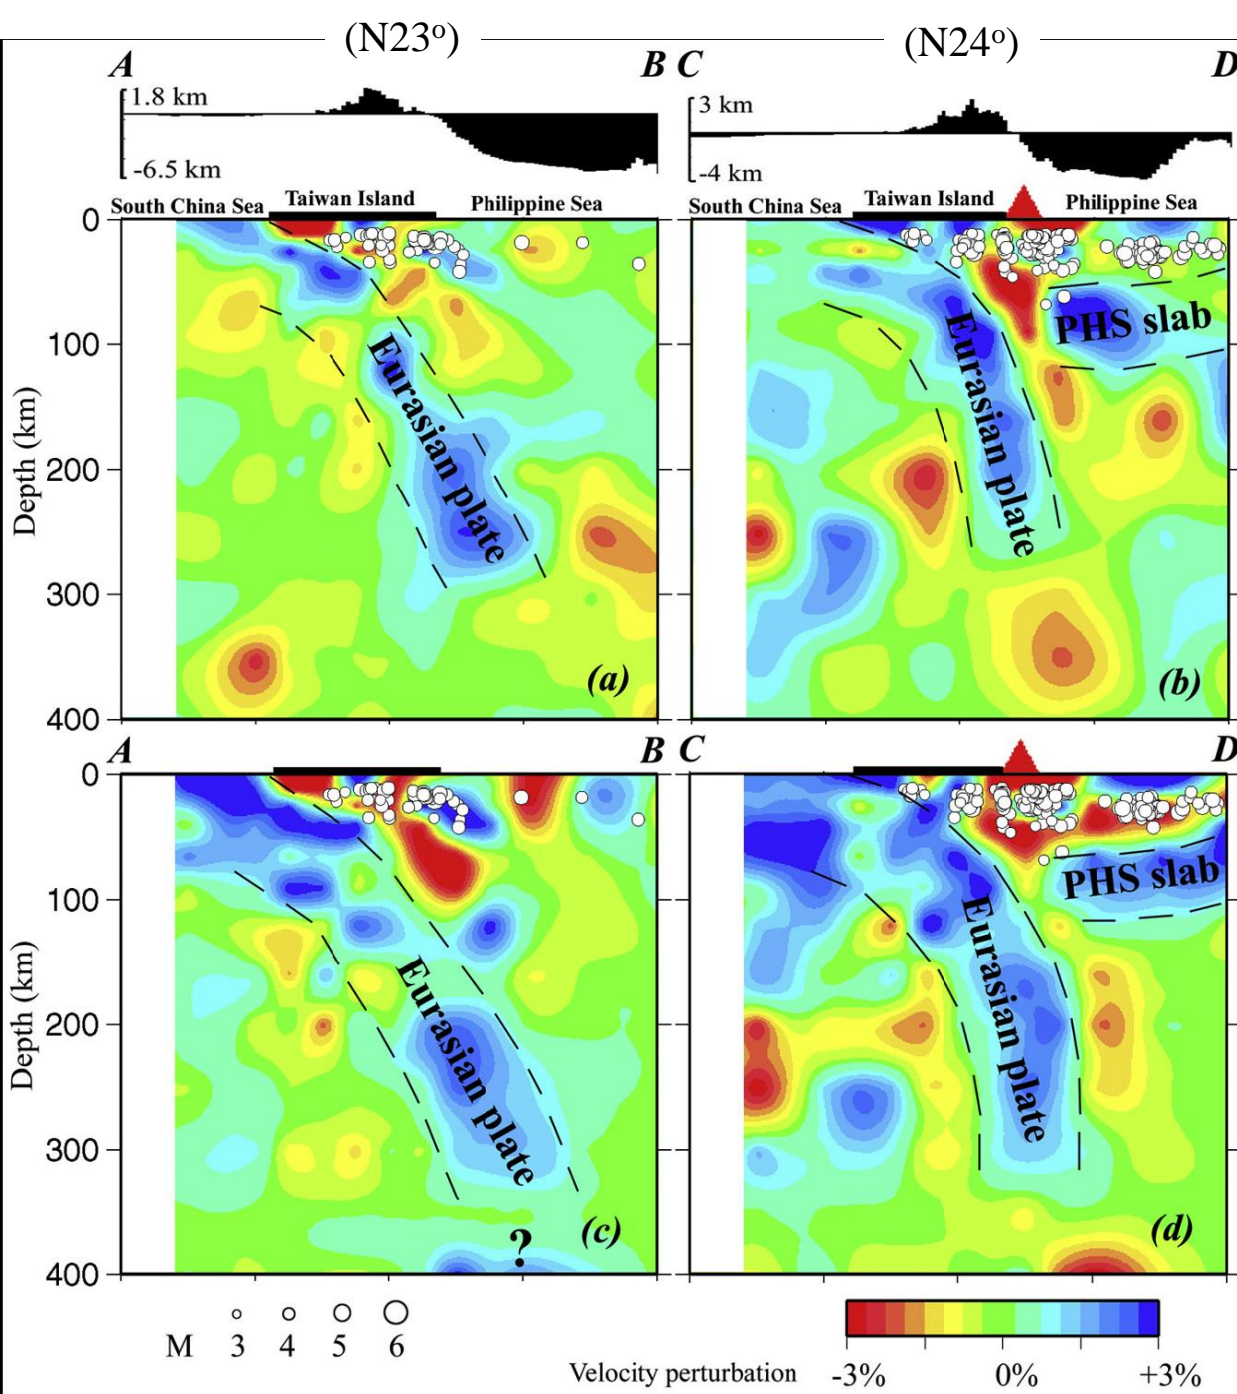 (N23°) (N24°)
A B C D
1.8 km
-6.5 km
3 km
-4 km
South China Sea Taiwan Island Philippine Sea
South China Sea Taiwan Island Philippine Sea
0
100
200
300
400
Depth (km)
Eurasian plate
(a)
Eurasian plate
PHS slab
(b)
A B C D
0
100
200
300
400
Depth (km)
Eurasian plate
?
(c)
Eurasian plate
PHS slab
(d)
M 3 4 5 6
Velocity perturbation -3% 0% +3%